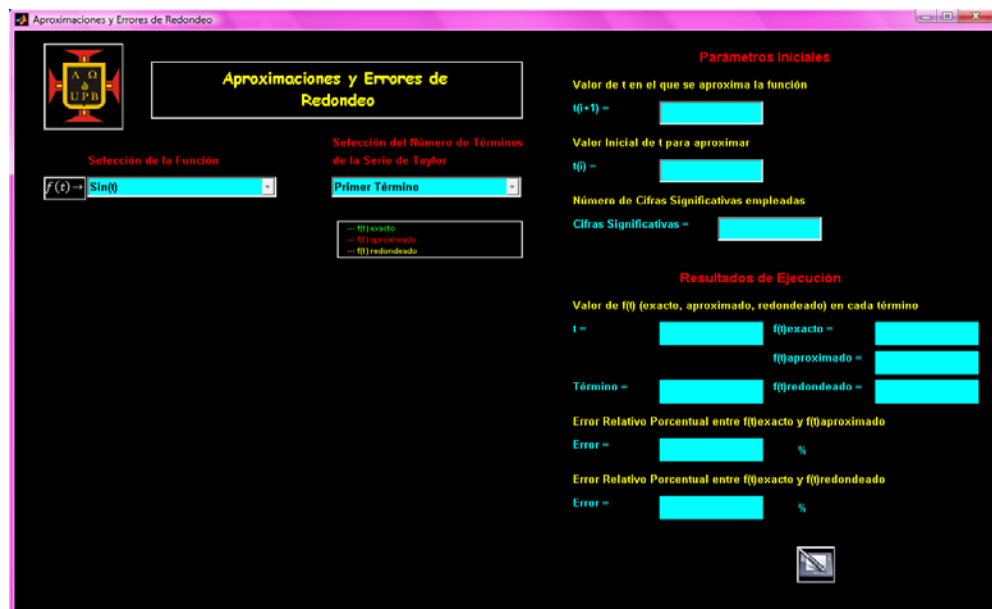 Aproximaciones y Errores de Redondeo
Α Ω
UPB
Aproximaciones y Errores de
Redondeo
Selección de la Función
f(t)→
Sin(t)
Selección del Número de Términos
de la Serie de Taylor
Primer Término
--- f(t) exacto
--- f(t) aproximado
--- f(t) redondeado
Parámetros Iniciales
Valor de t en el que se aproxima la función
t(i+1) =
Valor Inicial de t para aproximar
t(i) =
Número de Cifras Significativas empleadas
Cifras Significativas =
Resultados de Ejecución
Valor de f(t) (exacto, aproximado, redondeado) en cada término
t =
f(t)exacto =
f(t)aproximado =
Término =
f(t)redondeado =
Error Relativo Porcentual entre f(t)exacto y f(t)aproximado
Error =
%
Error Relativo Porcentual entre f(t)exacto y f(t)redondeado
Error =
%